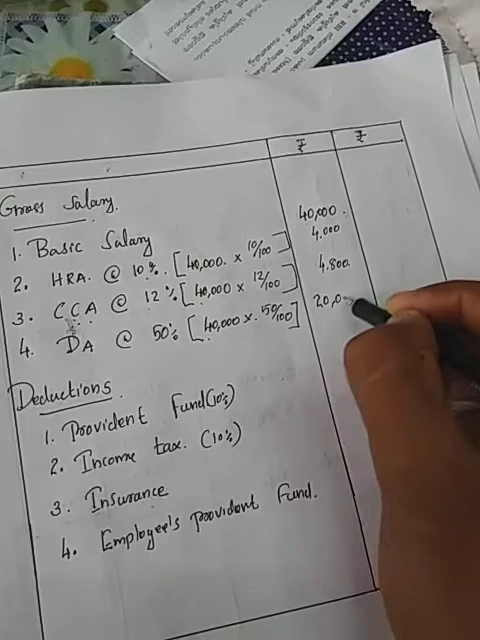 ₹ ₹
Gross Salary.
1. Basic Salary 40,000.
2. HRA. @ 10%. [40,000. × 10/100] 4.000
3. CCA @ 12% [40,000 × 12/100] 4.800.
4. DA @ 50% [40,000 × 50/100] 20,0
Deductions.
1. Provident Fund(10%)
2. Income tax. (10%)
3. Insurance
4. Employee's provident Fund.